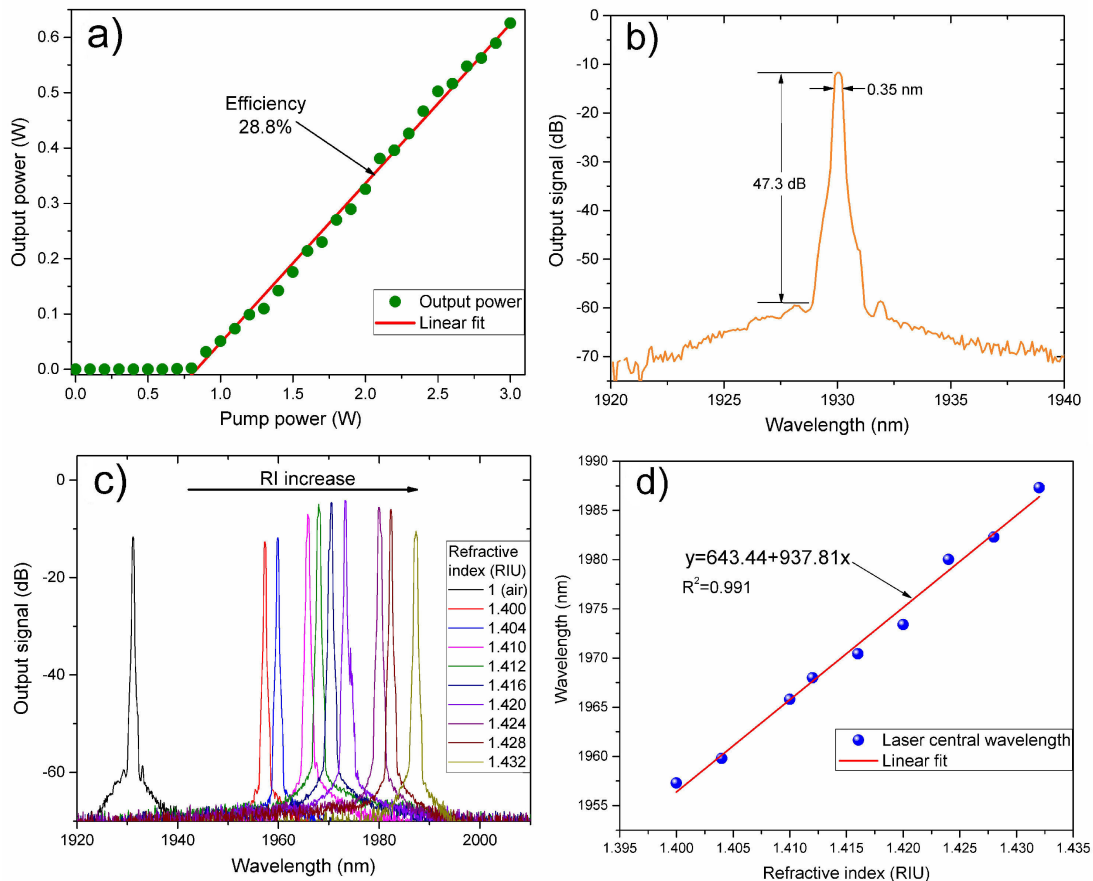 a)
0.6
0.5
0.4
0.3
0.2
0.1
0.0
Output power (W)
Efficiency
28.8%
Output power
Linear fit
0.0 0.5 1.0 1.5 2.0 2.5 3.0
Pump power (W)
b)
0
-10
-20
-30
-40
-50
-60
-70
Output signal (dB)
0.35 nm
47.3 dB
1920 1925 1930 1935 1940
Wavelength (nm)
c)
0
-20
-40
-60
Output signal (dB)
RI increase
Refractive
index (RIU)
1 (air)
1.400
1.404
1.410
1.412
1.416
1.420
1.424
1.428
1.432
1920 1940 1960 1980 2000
Wavelength (nm)
d)
1990
1985
1980
1975
1970
1965
1960
1955
Wavelength (nm)
y=643.44+937.81x
R²=0.991
Laser central wavelength
Linear fit
1.395 1.400 1.405 1.410 1.415 1.420 1.425 1.430 1.435
Refractive index (RIU)